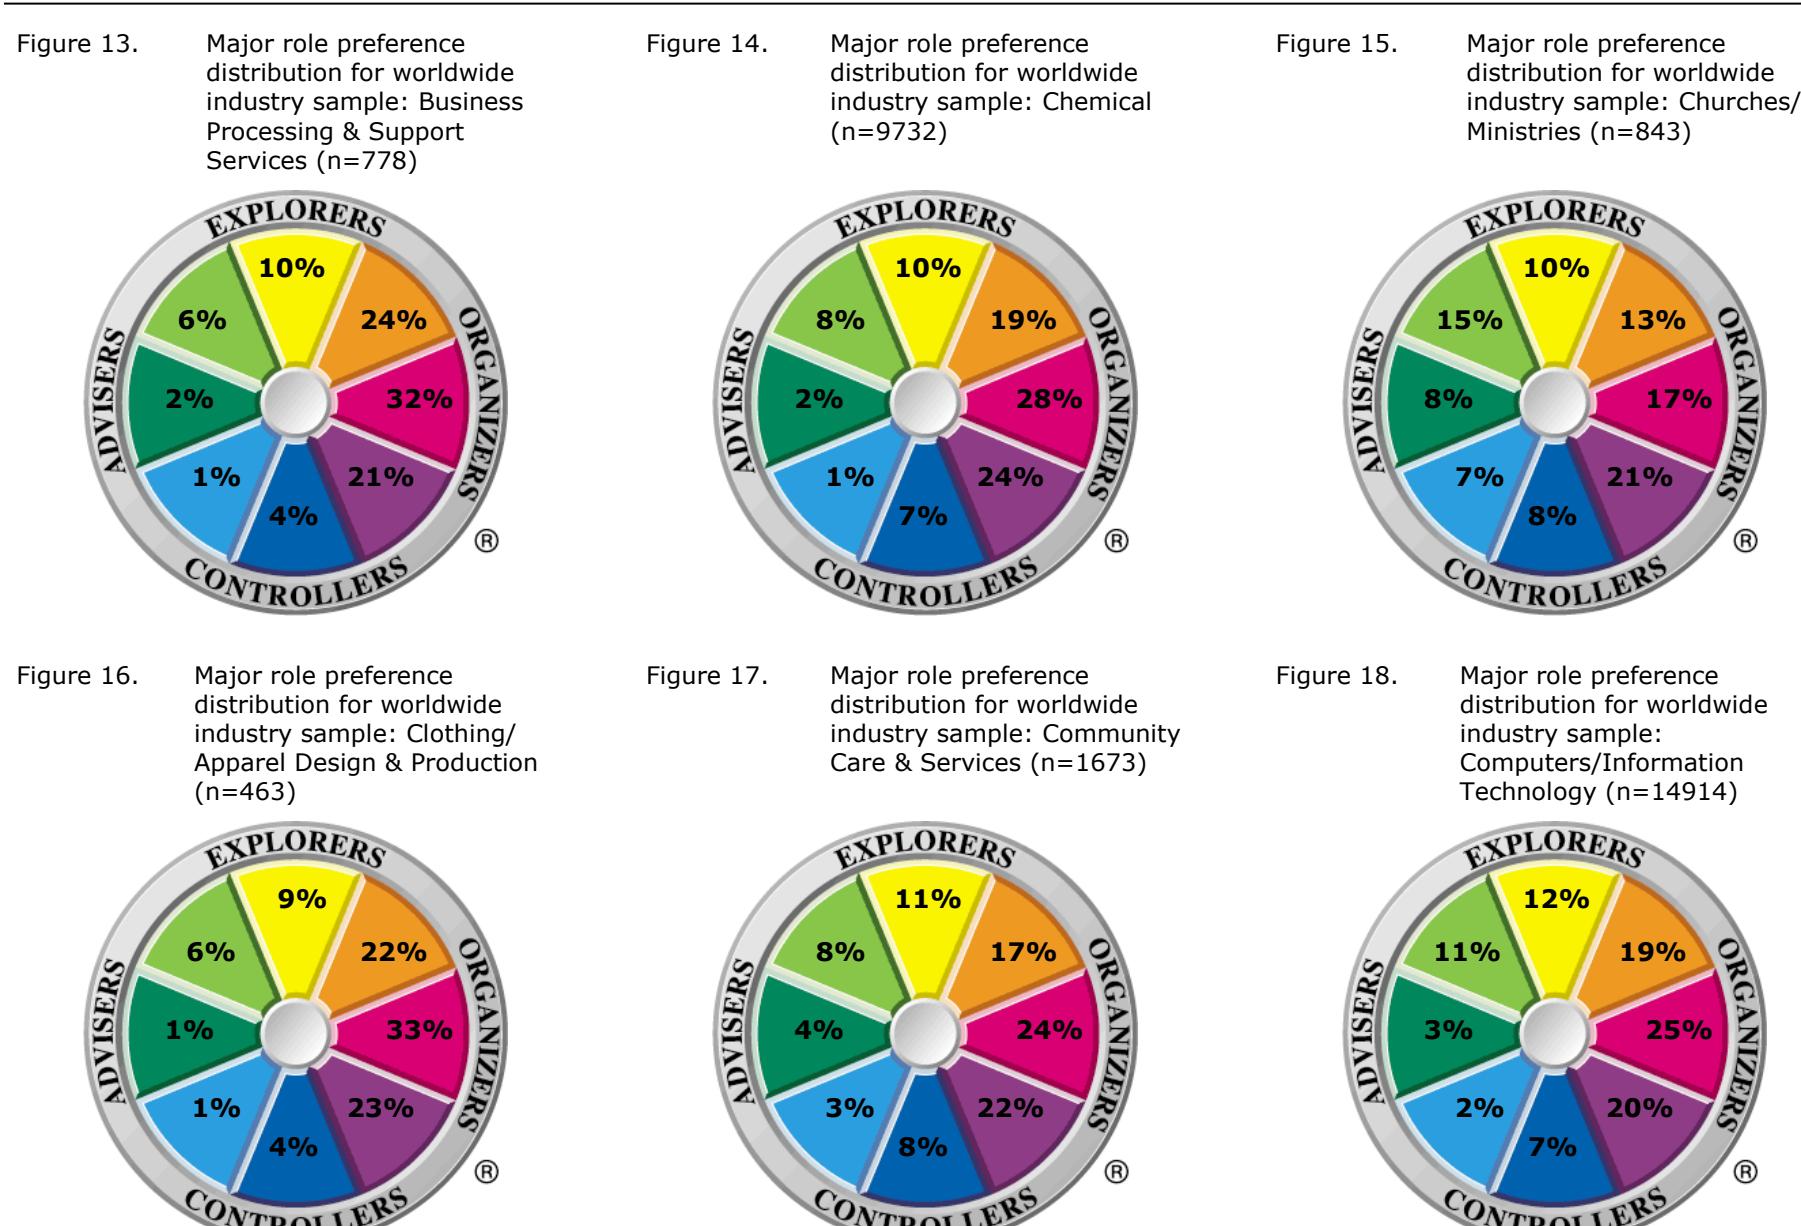 Figure 13. Major role preference
distribution for worldwide
industry sample: Business
Processing & Support
Services (n=778)
EXPLORERS
ORGANIZERS
CONTROLLERS
ADVISERS
10%
24%
32%
21%
4%
1%
2%
6%
®
Figure 14. Major role preference
distribution for worldwide
industry sample: Chemical
(n=9732)
EXPLORERS
ORGANIZERS
CONTROLLERS
ADVISERS
10%
19%
28%
24%
7%
1%
2%
8%
®
Figure 15. Major role preference
distribution for worldwide
industry sample: Churches/
Ministries (n=843)
EXPLORERS
ORGANIZERS
CONTROLLERS
ADVISERS
10%
13%
17%
21%
8%
7%
8%
15%
®
Figure 16. Major role preference
distribution for worldwide
industry sample: Clothing/
Apparel Design & Production
(n=463)
EXPLORERS
ORGANIZERS
CONTROLLERS
ADVISERS
9%
22%
33%
23%
4%
1%
1%
6%
®
Figure 17. Major role preference
distribution for worldwide
industry sample: Community
Care & Services (n=1673)
EXPLORERS
ORGANIZERS
CONTROLLERS
ADVISERS
11%
17%
24%
22%
8%
3%
4%
8%
®
Figure 18. Major role preference
distribution for worldwide
industry sample:
Computers/Information
Technology (n=14914)
EXPLORERS
ORGANIZERS
CONTROLLERS
ADVISERS
12%
19%
25%
20%
7%
2%
3%
11%
®